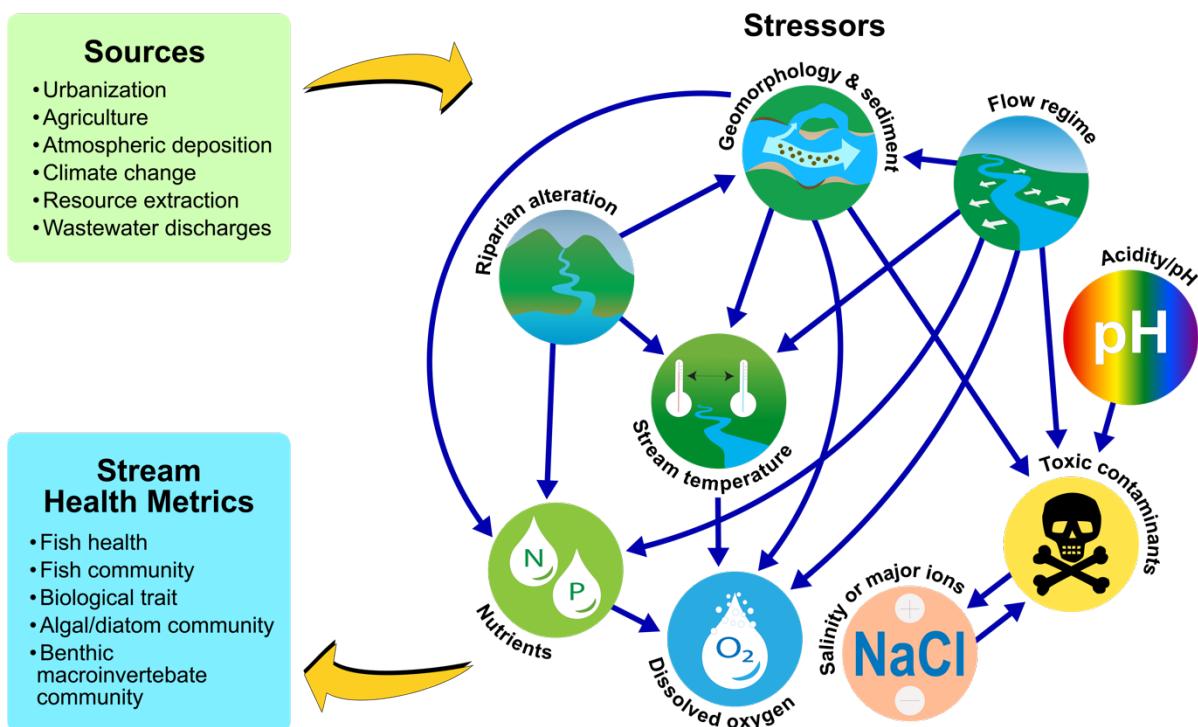 Sources
•Urbanization
•Agriculture
•Atmospheric deposition
•Climate change
•Resource extraction
•Wastewater discharges
Stressors
Geomorphology & sediment
Flow regime
Riparian alteration
Acidity/pH
pH
Stream temperature
Toxic contaminants
N
P
Nutrients
O₂
Dissolved oxygen
Salinity or major ions
+
NaCl
−
Stream
Health Metrics
•Fish health
•Fish community
•Biological trait
•Algal/diatom community
•Benthic
macroinvertebate
community